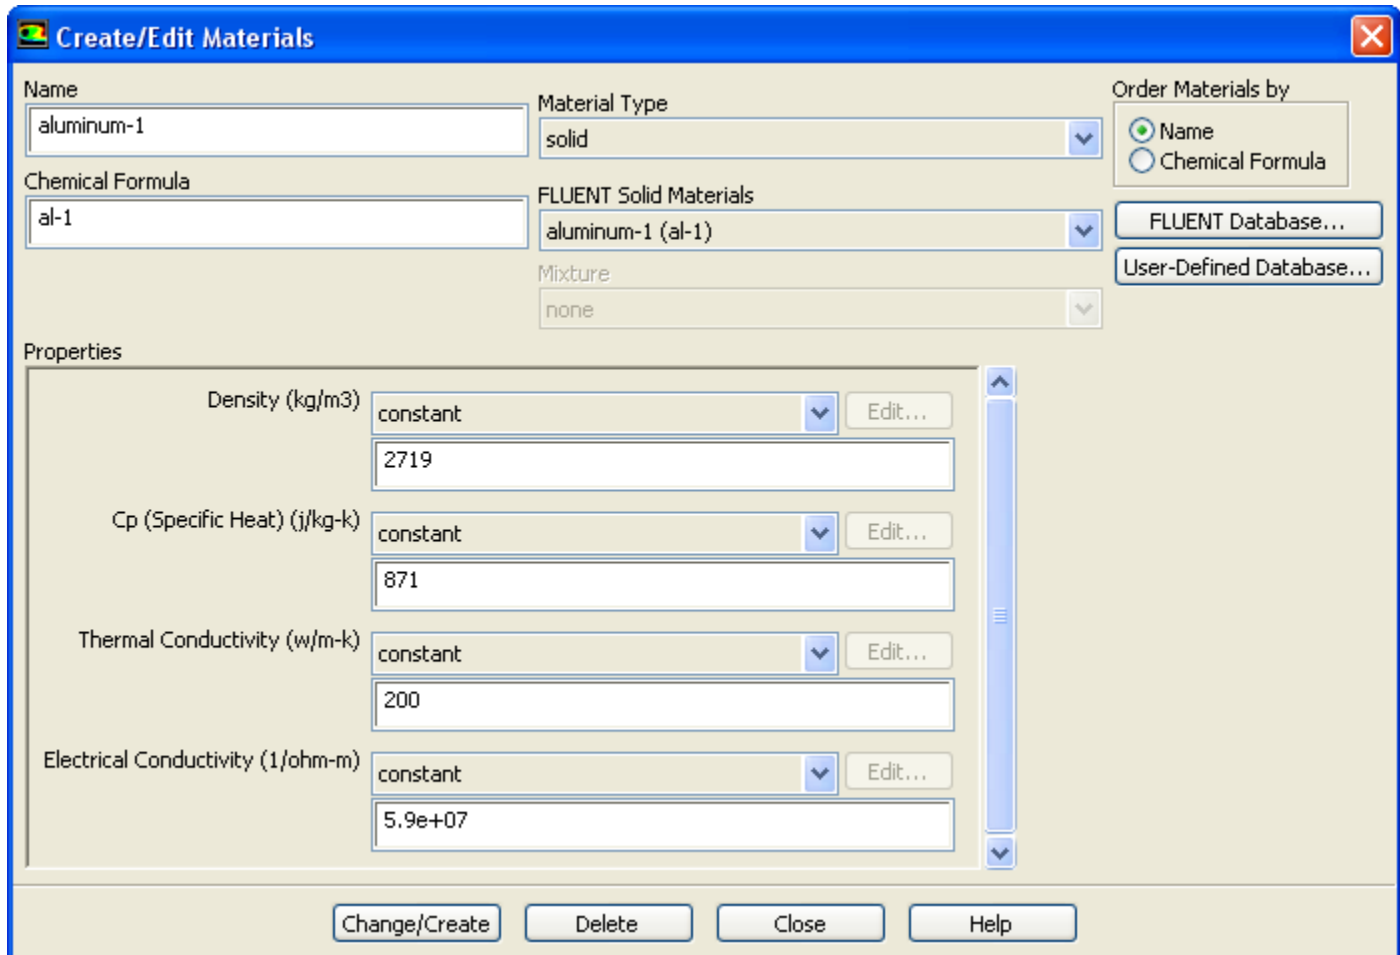 Create/Edit Materials
Name
aluminum-1
Chemical Formula
al-1
Material Type
solid
FLUENT Solid Materials
aluminum-1 (al-1)
Mixture
none
Order Materials by
Name
Chemical Formula
FLUENT Database...
User-Defined Database...
Properties
Density (kg/m3)
constant
Edit...
2719
Cp (Specific Heat) (j/kg-k)
constant
Edit...
871
Thermal Conductivity (w/m-k)
constant
Edit...
200
Electrical Conductivity (1/ohm-m)
constant
Edit...
5.9e+07
Change/Create
Delete
Close
Help